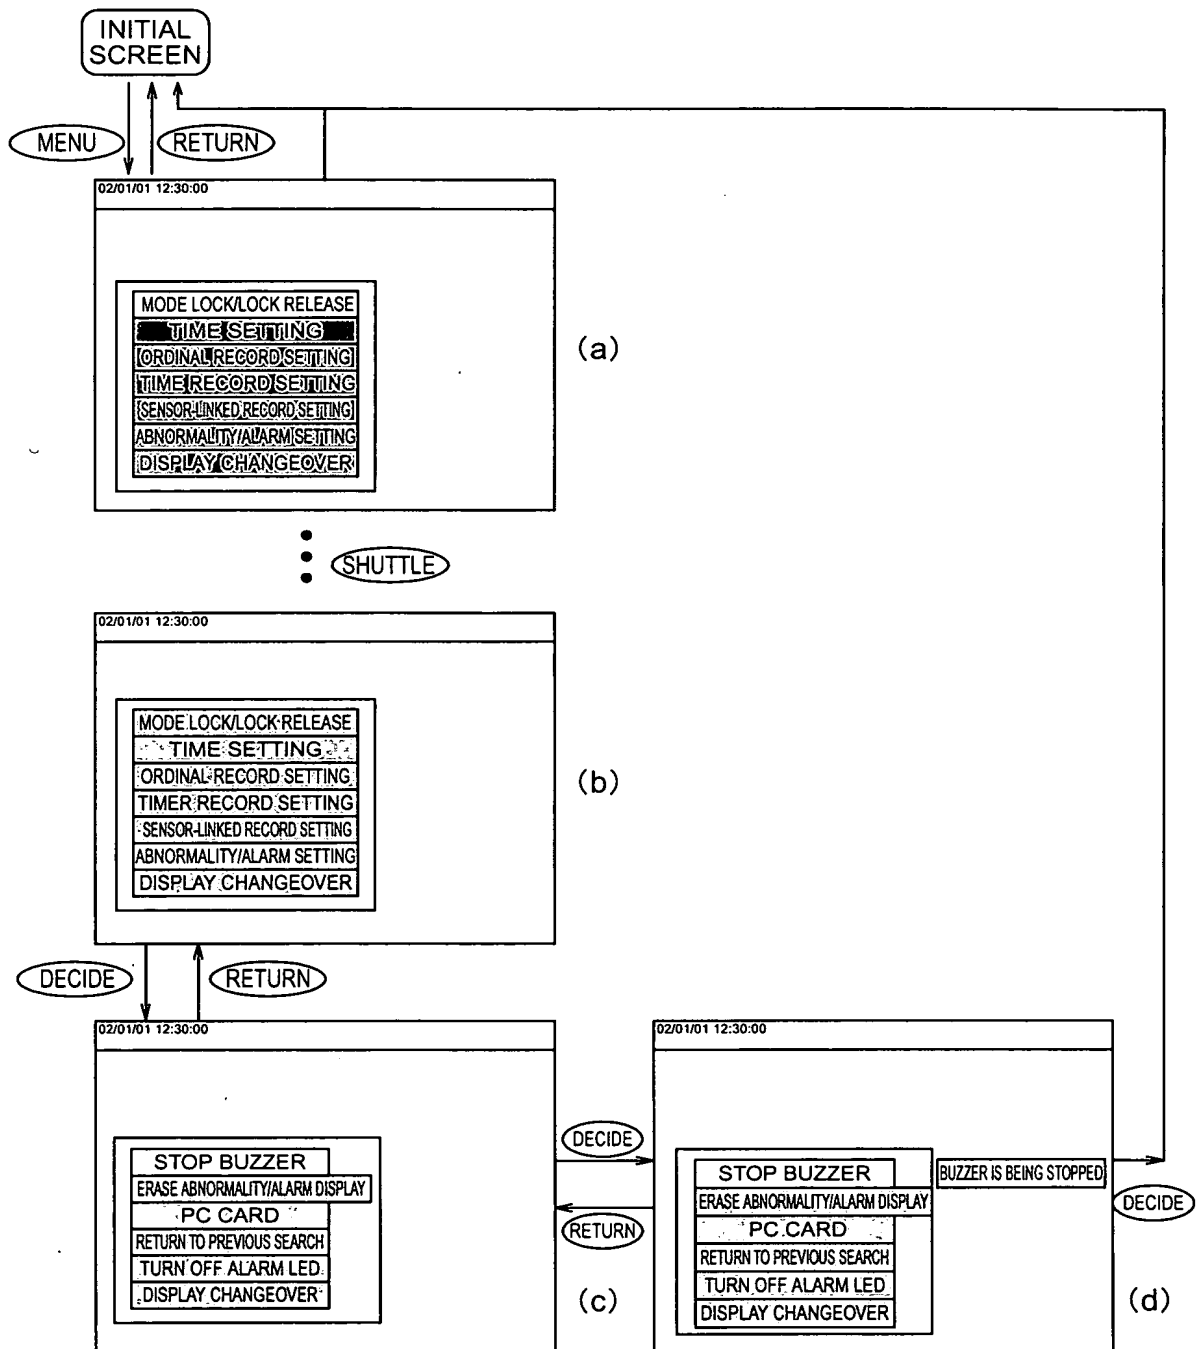 INITIAL
SCREEN
MENU
RETURN
02/01/01 12:30:00
MODE LOCK/LOCK RELEASE
TIME SETTING
ORDINAL RECORD SETTING
TIME RECORD SETTING
SENSOR-LINKED RECORD SETTING
ABNORMALITY/ALARM SETTING
DISPLAY CHANGEOVER
(a)
SHUTTLE
02/01/01 12:30:00
MODE LOCK/LOCK RELEASE
TIME SETTING
ORDINAL RECORD SETTING
TIMER RECORD SETTING
SENSOR-LINKED RECORD SETTING
ABNORMALITY/ALARM SETTING
DISPLAY CHANGEOVER
(b)
DECIDE
RETURN
02/01/01 12:30:00
STOP BUZZER
ERASE ABNORMALITY/ALARM DISPLAY
PC CARD
RETURN TO PREVIOUS SEARCH
TURN OFF ALARM LED
DISPLAY CHANGEOVER
(c)
DECIDE
RETURN
02/01/01 12:30:00
STOP BUZZER
BUZZER IS BEING STOPPED
ERASE ABNORMALITY/ALARM DISPLAY
PC CARD
RETURN TO PREVIOUS SEARCH
TURN OFF ALARM LED
DISPLAY CHANGEOVER
DECIDE
(d)